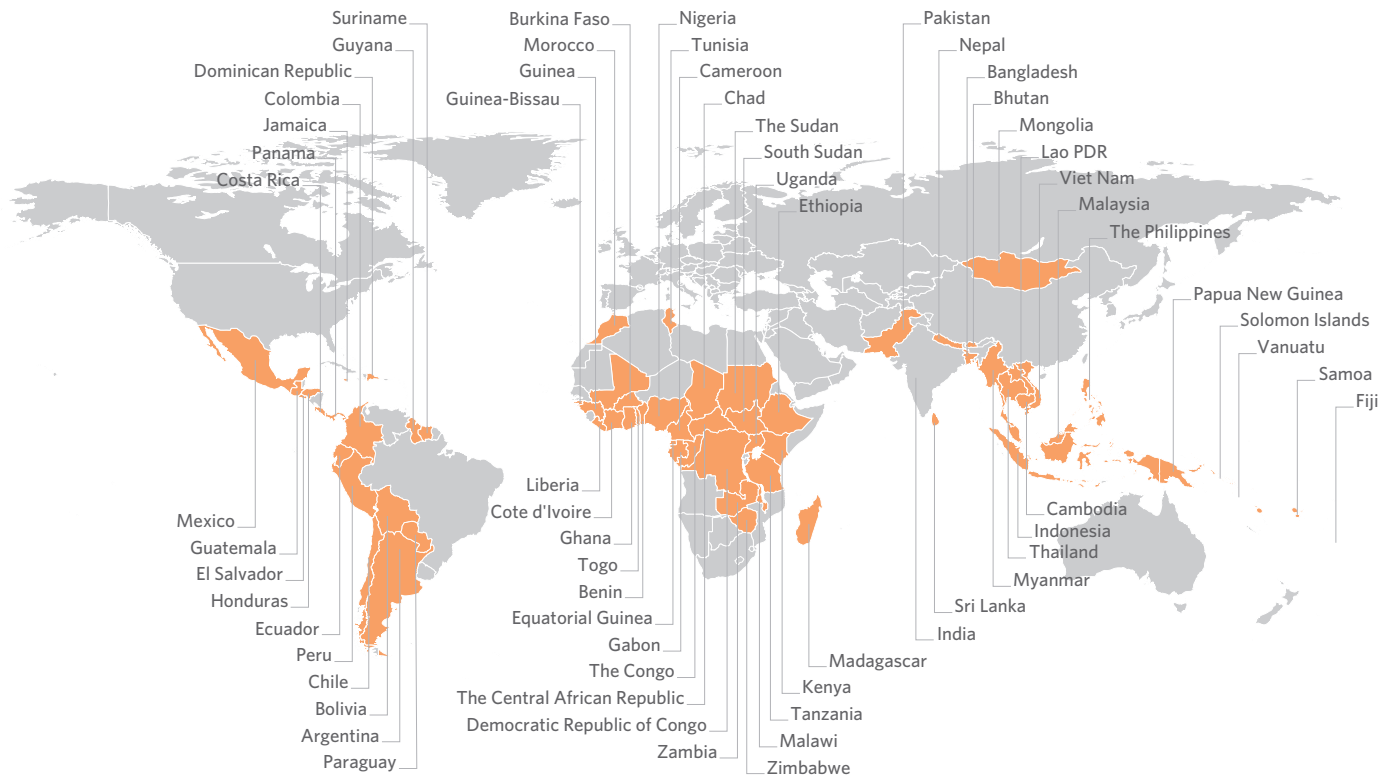 Suriname
Guyana
Dominican Republic
Colombia
Jamaica
Panama
Costa Rica
Burkina Faso
Morocco
Guinea
Guinea-Bissau
Nigeria
Tunisia
Cameroon
Chad
The Sudan
South Sudan
Uganda
Ethiopia
Pakistan
Nepal
Bangladesh
Bhutan
Mongolia
Lao PDR
Viet Nam
Malaysia
The Philippines
Papua New Guinea
Solomon Islands
Vanuatu
Samoa
Fiji
Mexico
Guatemala
El Salvador
Honduras
Ecuador
Peru
Chile
Bolivia
Argentina
Paraguay
Liberia
Cote d'Ivoire
Ghana
Togo
Benin
Equatorial Guinea
Gabon
The Congo
The Central African Republic
Democratic Republic of Congo
Zambia
Zimbabwe
Malawi
Tanzania
Kenya
Madagascar
Cambodia
Indonesia
Thailand
Myanmar
Sri Lanka
India